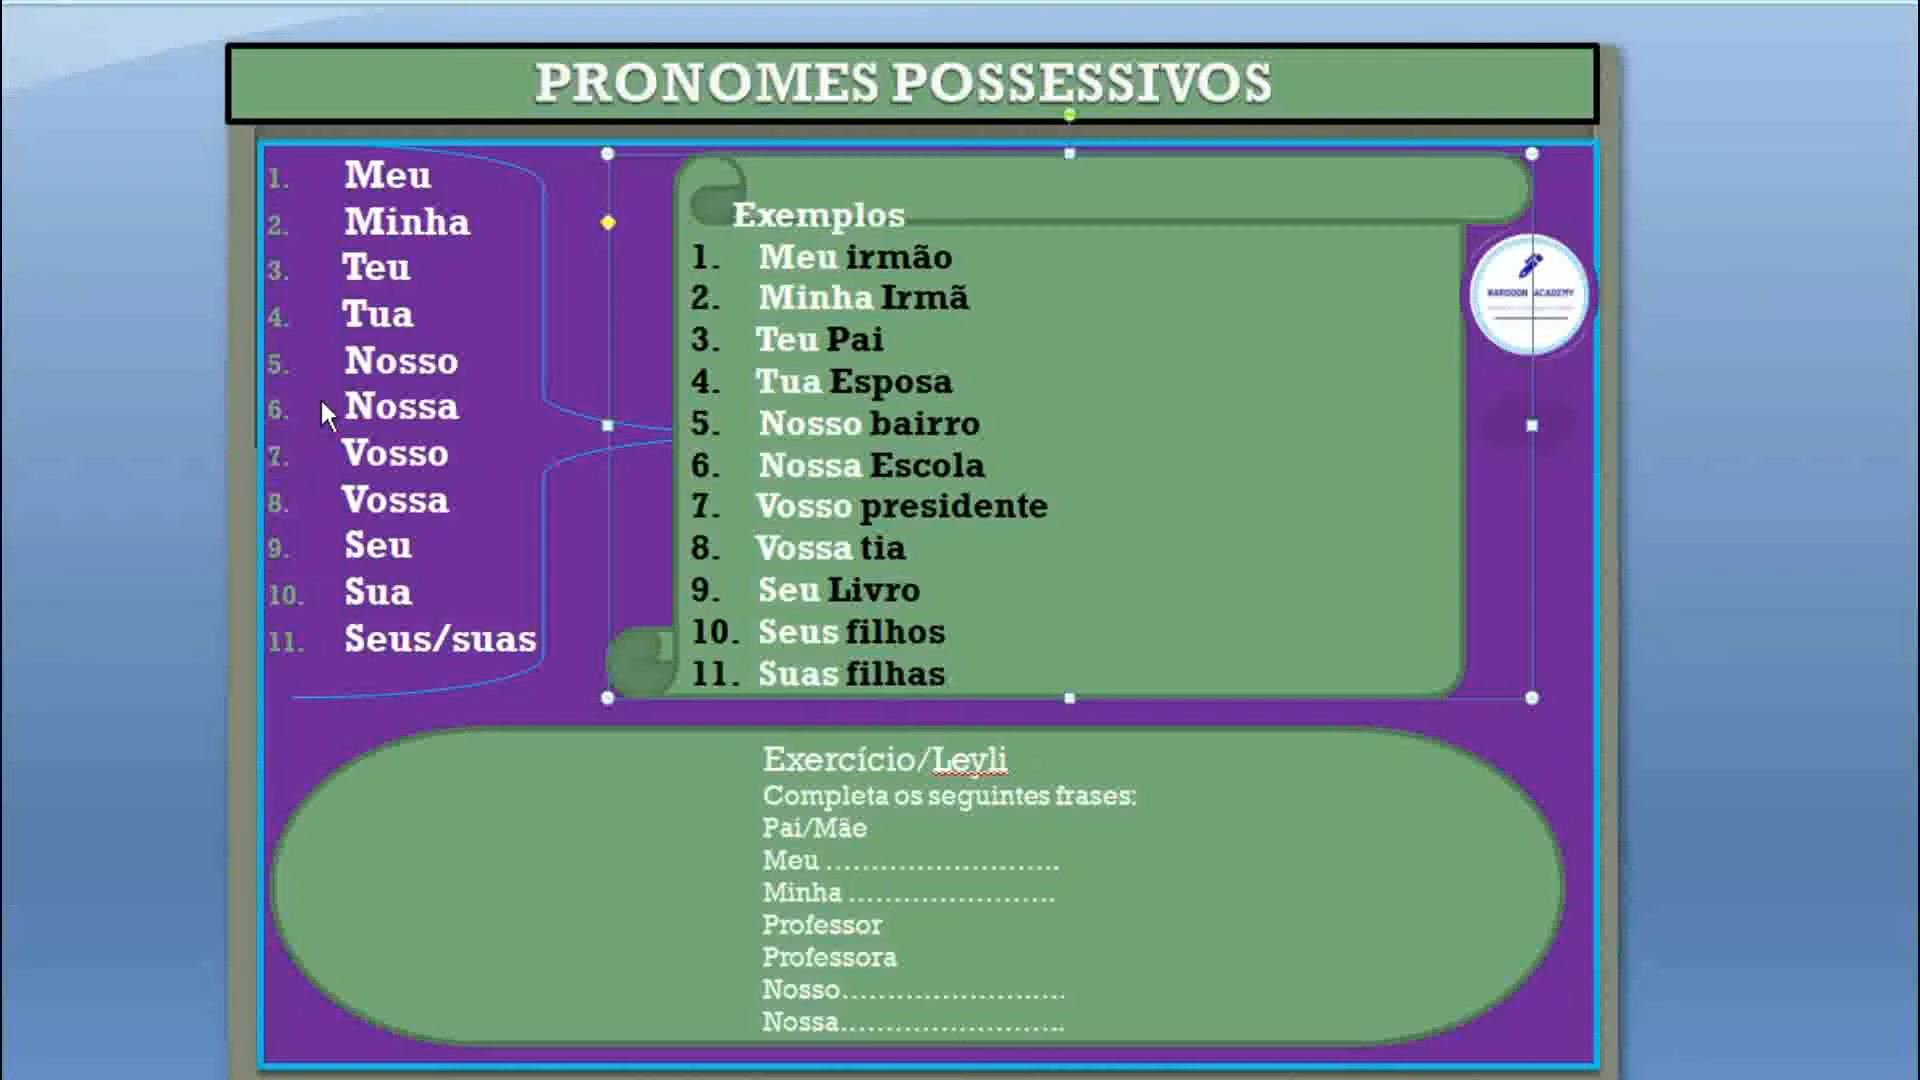 PRONOMES POSSESSIVOS
1. Meu
2. Minha
3. Teu
4. Tua
5. Nosso
6. Nossa
7. Vosso
8. Vossa
9. Seu
10. Sua
11. Seus/suas
Exemplos
1. Meu irmão
2. Minha Irmã
3. Teu Pai
4. Tua Esposa
5. Nosso bairro
6. Nossa Escola
7. Vosso presidente
8. Vossa tia
9. Seu Livro
10. Seus filhos
11. Suas filhas
ACADEMY
Exercício/Leyli
Completa os seguintes frases:
Pai/Mãe
Meu ..........................
Minha .......................
Professor
Professora
Nosso.........................
Nossa.........................